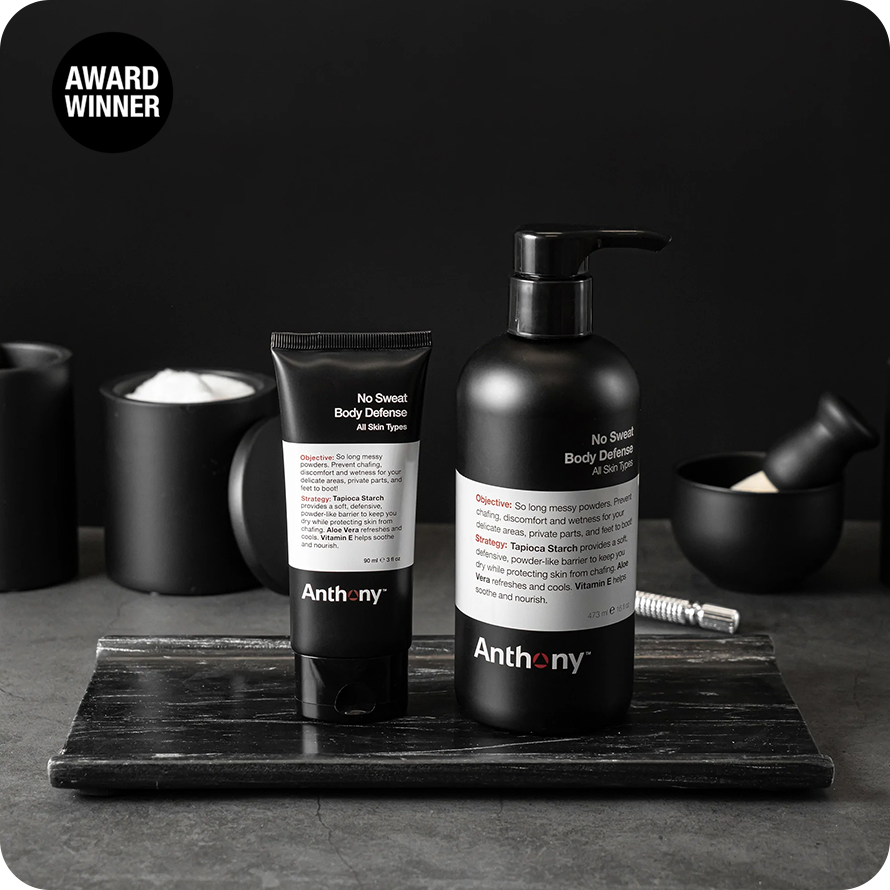 AWARD
WINNER
No Sweat
Body Defense
All Skin Types
Objective: So long messy
powders. Prevent chafing,
discomfort and wetness for your
delicate areas, private parts, and
feet to boot!
Strategy: Tapioca Starch
provides a soft, defensive,
powder-like barrier to keep you
dry while protecting skin from
chafing. Aloe Vera refreshes and
cools. Vitamin E helps soothe
and nourish.
90 ml ℮ 3 fl oz
Anthony™
No Sweat
Body Defense
All Skin Types
Objective: So long messy powders. Prevent
chafing, discomfort and wetness for your
delicate areas, private parts, and feet to boot!
Strategy: Tapioca Starch provides a soft,
defensive, powder-like barrier to keep you
dry while protecting skin from chafing. Aloe
Vera refreshes and cools. Vitamin E helps
soothe and nourish.
473 ml ℮ 16 fl oz
Anthony™